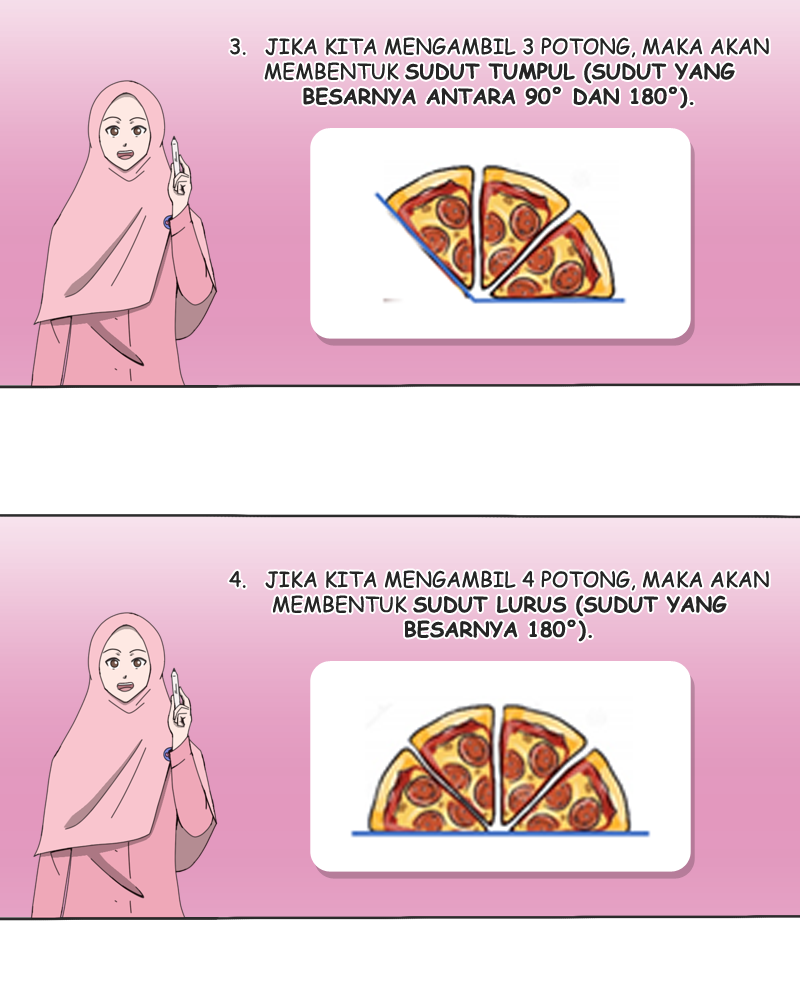 3. JIKA KITA MENGAMBIL 3 POTONG, MAKA AKAN
MEMBENTUK SUDUT TUMPUL (SUDUT YANG
BESARNYA ANTARA 90° DAN 180°).
4. JIKA KITA MENGAMBIL 4 POTONG, MAKA AKAN
MEMBENTUK SUDUT LURUS (SUDUT YANG
BESARNYA 180°).